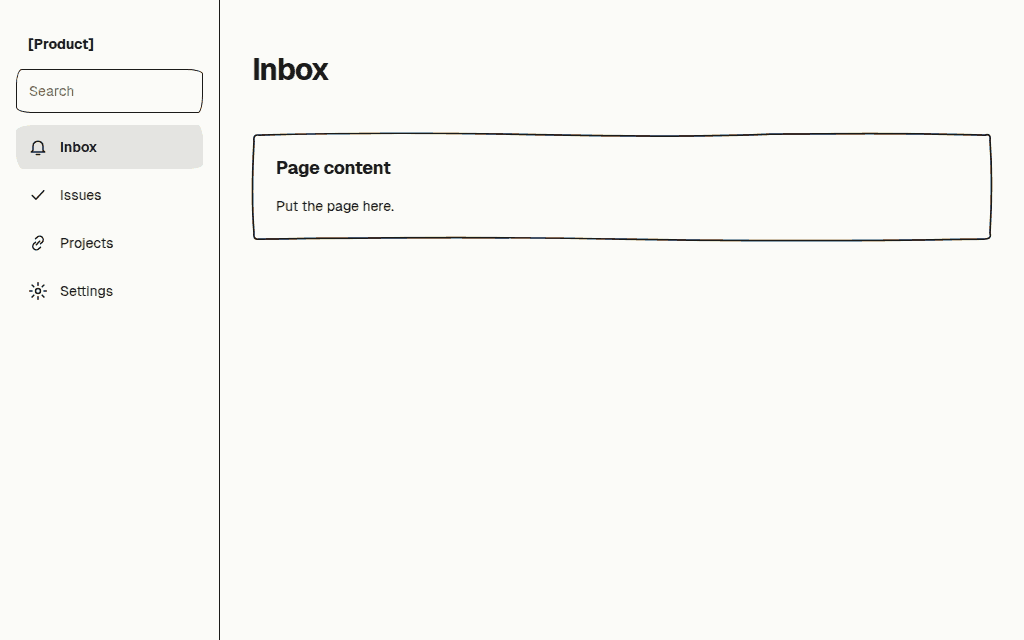 [Product]
Search
Inbox
Issues
Projects
Settings
Inbox
Page content
Put the page here.